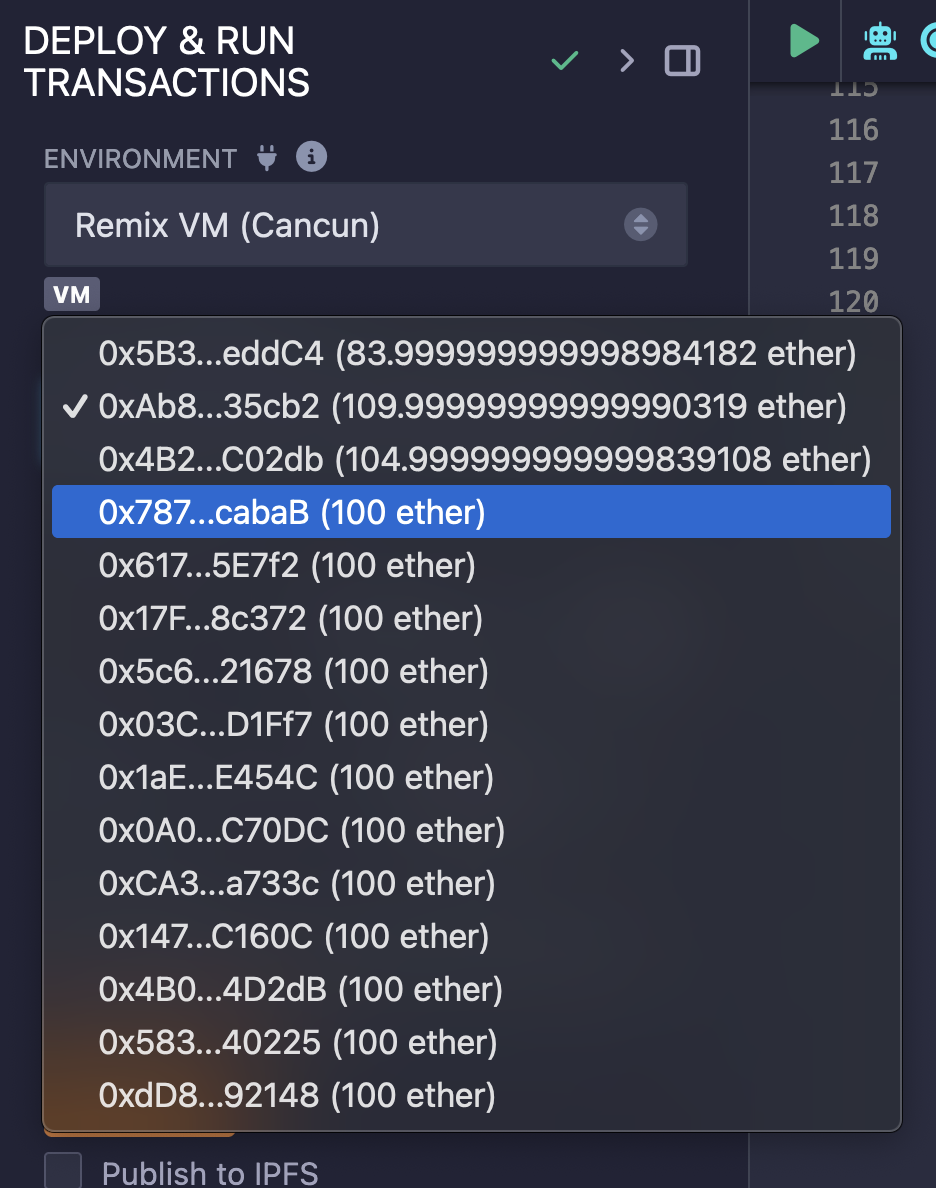 DEPLOY & RUN
TRANSACTIONS
ENVIRONMENT
Remix VM (Cancun)
VM
115
116
117
118
119
120
0x5B3...eddC4 (83.999999999998984182 ether)
✓ 0xAb8...35cb2 (109.99999999999990319 ether)
0x4B2...C02db (104.999999999999839108 ether)
0x787...cabaB (100 ether)
0x617...5E7f2 (100 ether)
0x17F...8c372 (100 ether)
0x5c6...21678 (100 ether)
0x03C...D1Ff7 (100 ether)
0x1aE...E454C (100 ether)
0x0A0...C70DC (100 ether)
0xCA3...a733c (100 ether)
0x147...C160C (100 ether)
0x4B0...4D2dB (100 ether)
0x583...40225 (100 ether)
0xdD8...92148 (100 ether)
Publish to IPFS